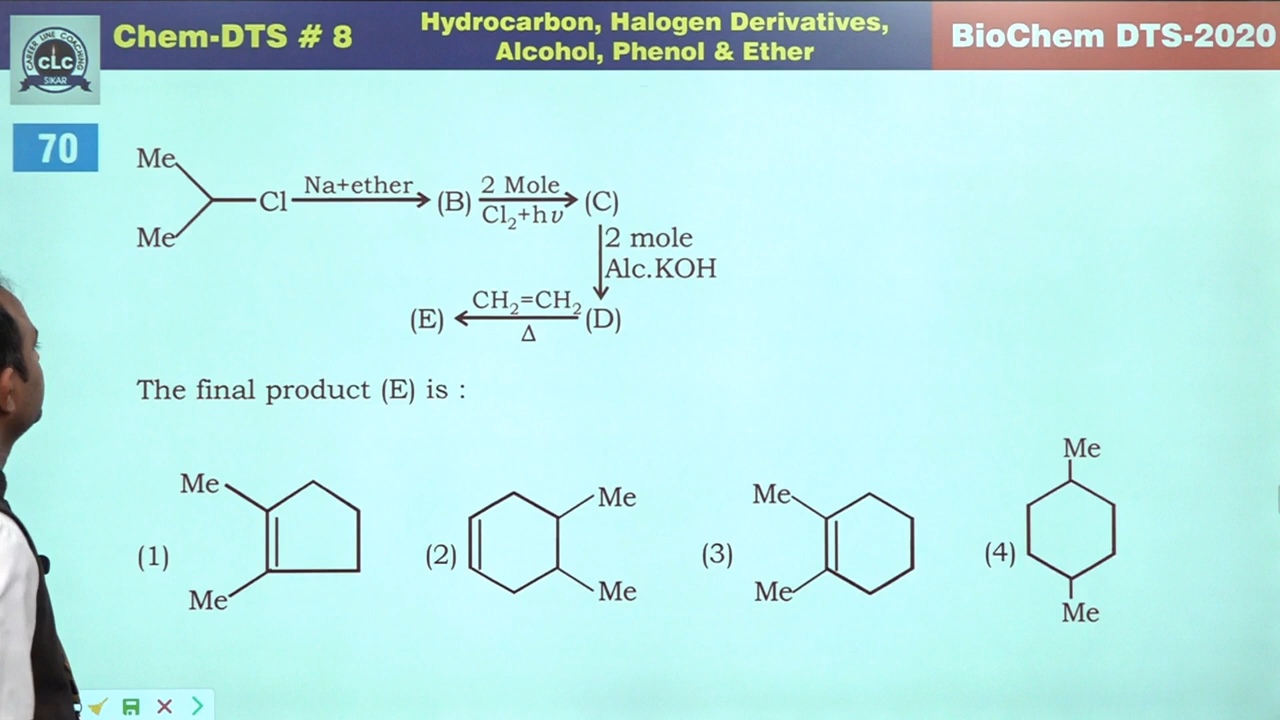 CAREER LINE COACHING
CLC
SIKAR
Chem-DTS # 8
Hydrocarbon, Halogen Derivatives,
Alcohol, Phenol & Ether
BioChem DTS-2020
70
Me
Me
Cl
Na+ether
(B)
2 Mole
Cl₂+hν
(C)
2 mole
Alc.KOH
(D)
CH₂=CH₂
Δ
(E)
The final product (E) is :
(1)
Me
Me
(2)
Me
Me
(3)
Me
Me
(4)
Me
Me